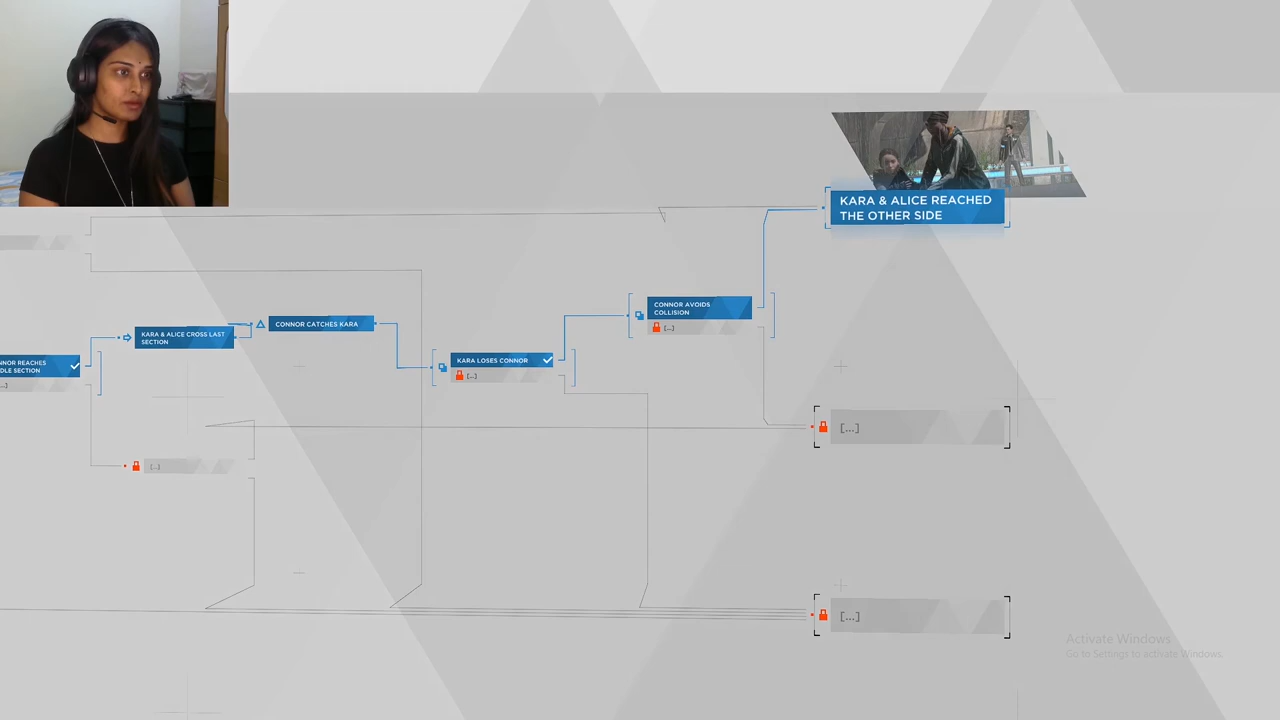 KARA & ALICE REACHED
THE OTHER SIDE
CONNOR AVOIDS
COLLISION
[...]
KARA & ALICE CROSS LAST
SECTION
CONNOR CATCHES KARA
NNOR REACHES
DLE SECTION
...]
KARA LOSES CONNOR
[...]
[...]
[...]
[...]
Activate Windows
Go to Settings to activate Windows.